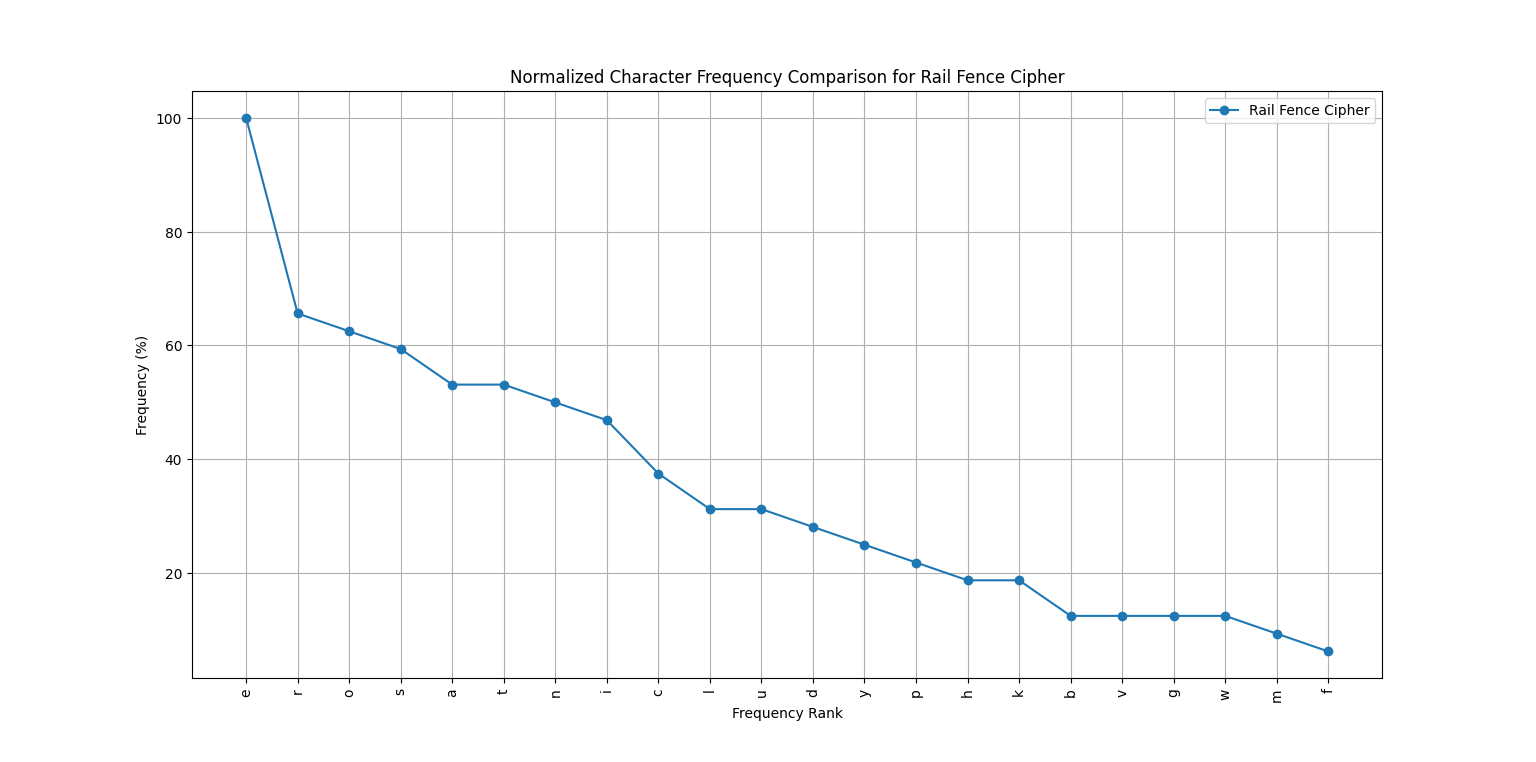 Normalized Character Frequency Comparison for Rail Fence Cipher
Rail Fence Cipher
100
80
60
40
20
Frequency (%)
e r o s a t n i c l u d y p h k b v g w m f
Frequency Rank